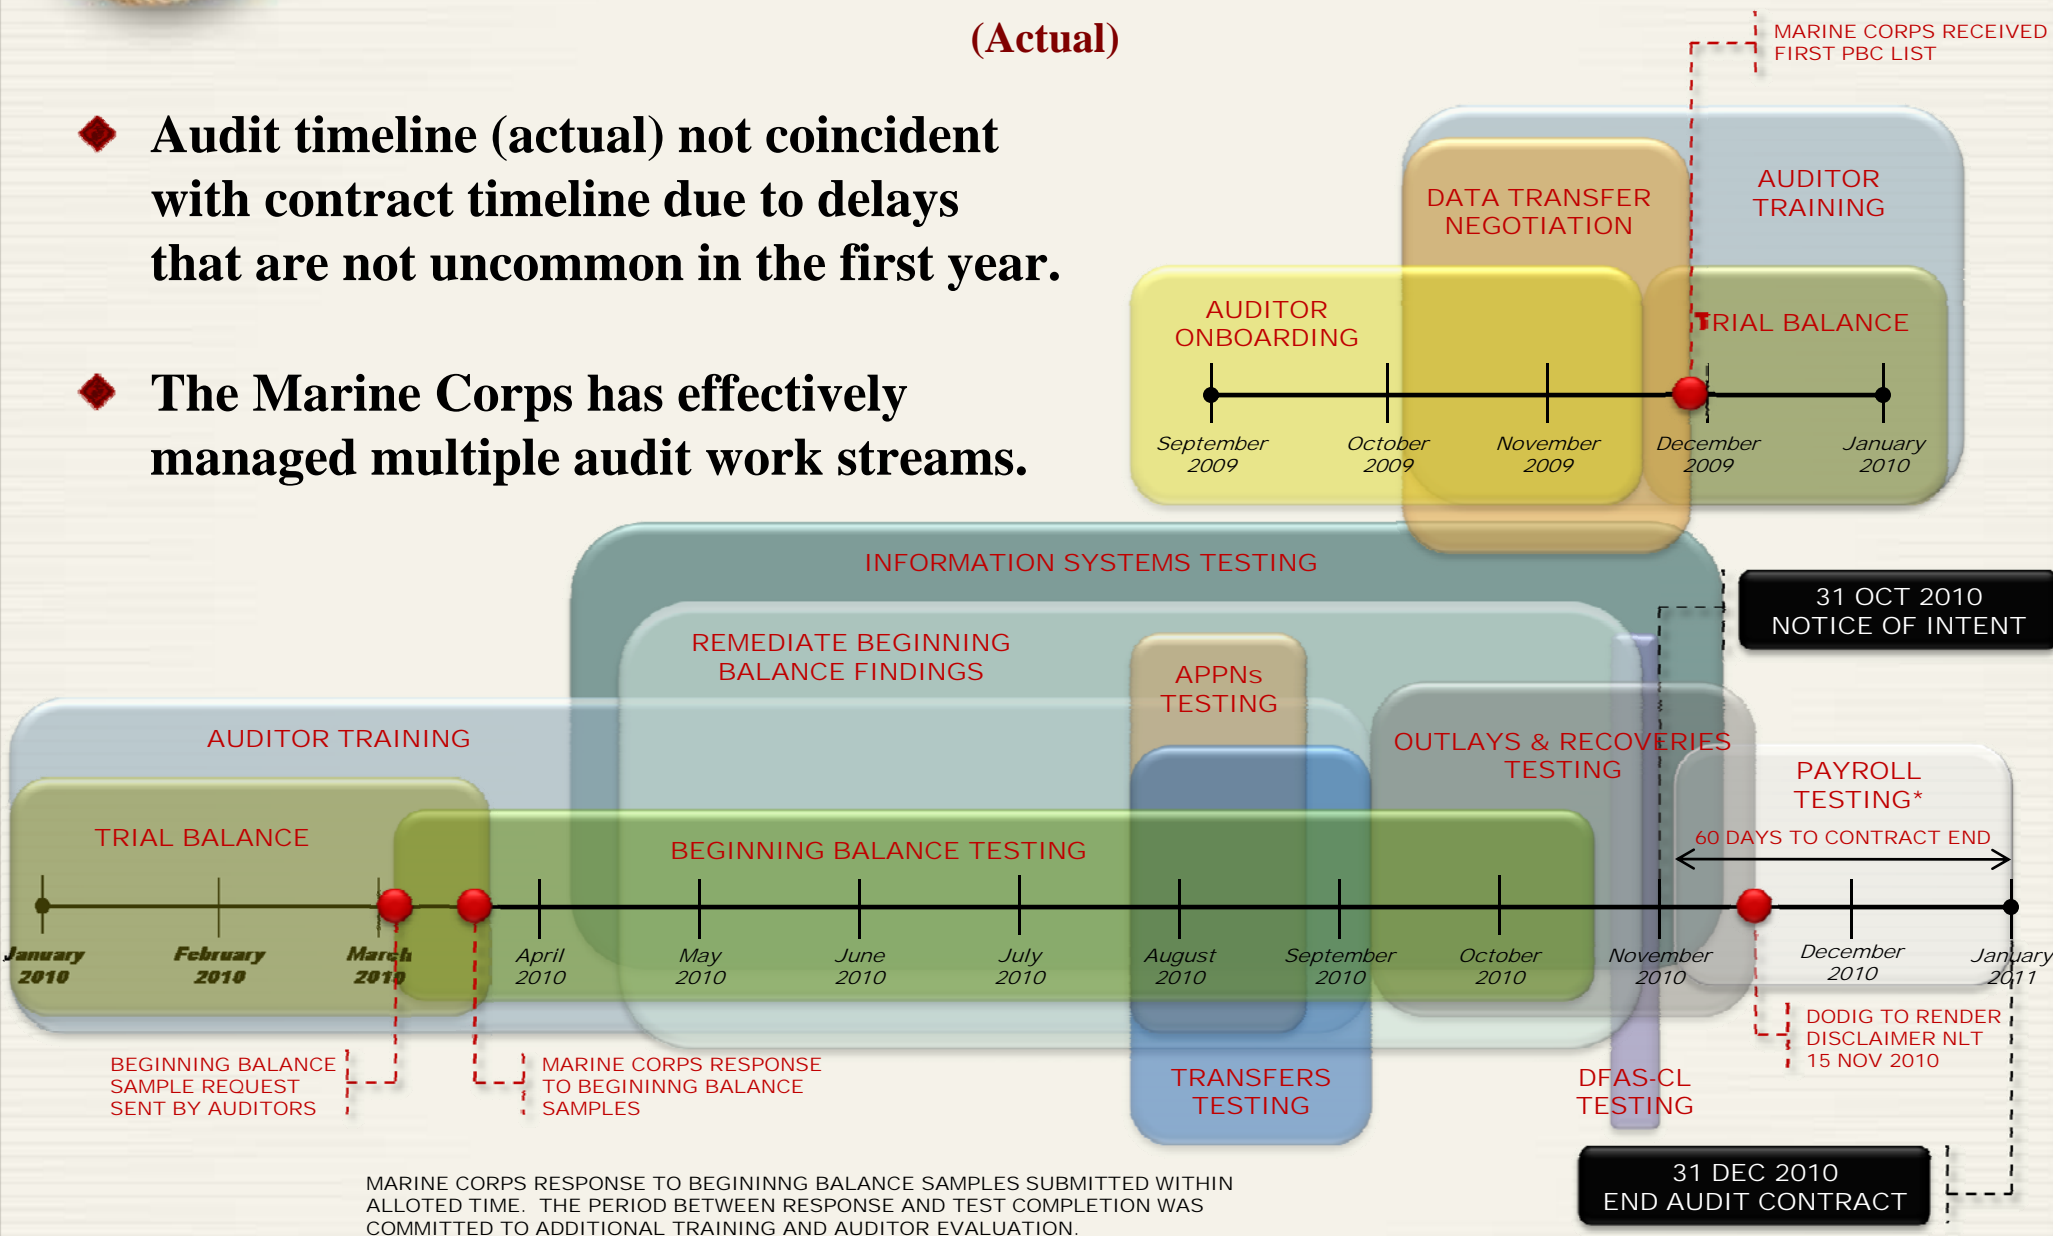 (Actual)
MARINE CORPS RECEIVED
FIRST PBC LIST
Audit timeline (actual) not coincident
with contract timeline due to delays
that are not uncommon in the first year.
The Marine Corps has effectively
managed multiple audit work streams.
DATA TRANSFER
NEGOTIATION
AUDITOR
TRAINING
AUDITOR
ONBOARDING
TRIAL BALANCE
September
2009
October
2009
November
2009
December
2009
January
2010
INFORMATION SYSTEMS TESTING
31 OCT 2010
NOTICE OF INTENT
REMEDIATE BEGINNING
BALANCE FINDINGS
APPNs
TESTING
AUDITOR TRAINING
OUTLAYS & RECOVERIES
TESTING
PAYROLL
TESTING*
TRIAL BALANCE
BEGINNING BALANCE TESTING
60 DAYS TO CONTRACT END
January
2010
February
2010
March
2010
April
2010
May
2010
June
2010
July
2010
August
2010
September
2010
October
2010
November
2010
December
2010
January
2011
BEGINNING BALANCE
SAMPLE REQUEST
SENT BY AUDITORS
MARINE CORPS RESPONSE
TO BEGININNG BALANCE
SAMPLES
TRANSFERS
TESTING
DFAS-CL
TESTING
DODIG TO RENDER
DISCLAIMER NLT
15 NOV 2010
31 DEC 2010
END AUDIT CONTRACT
MARINE CORPS RESPONSE TO BEGININNG BALANCE SAMPLES SUBMITTED WITHIN
ALLOTED TIME.  THE PERIOD BETWEEN RESPONSE AND TEST COMPLETION WAS
COMMITTED TO ADDITIONAL TRAINING AND AUDITOR EVALUATION.